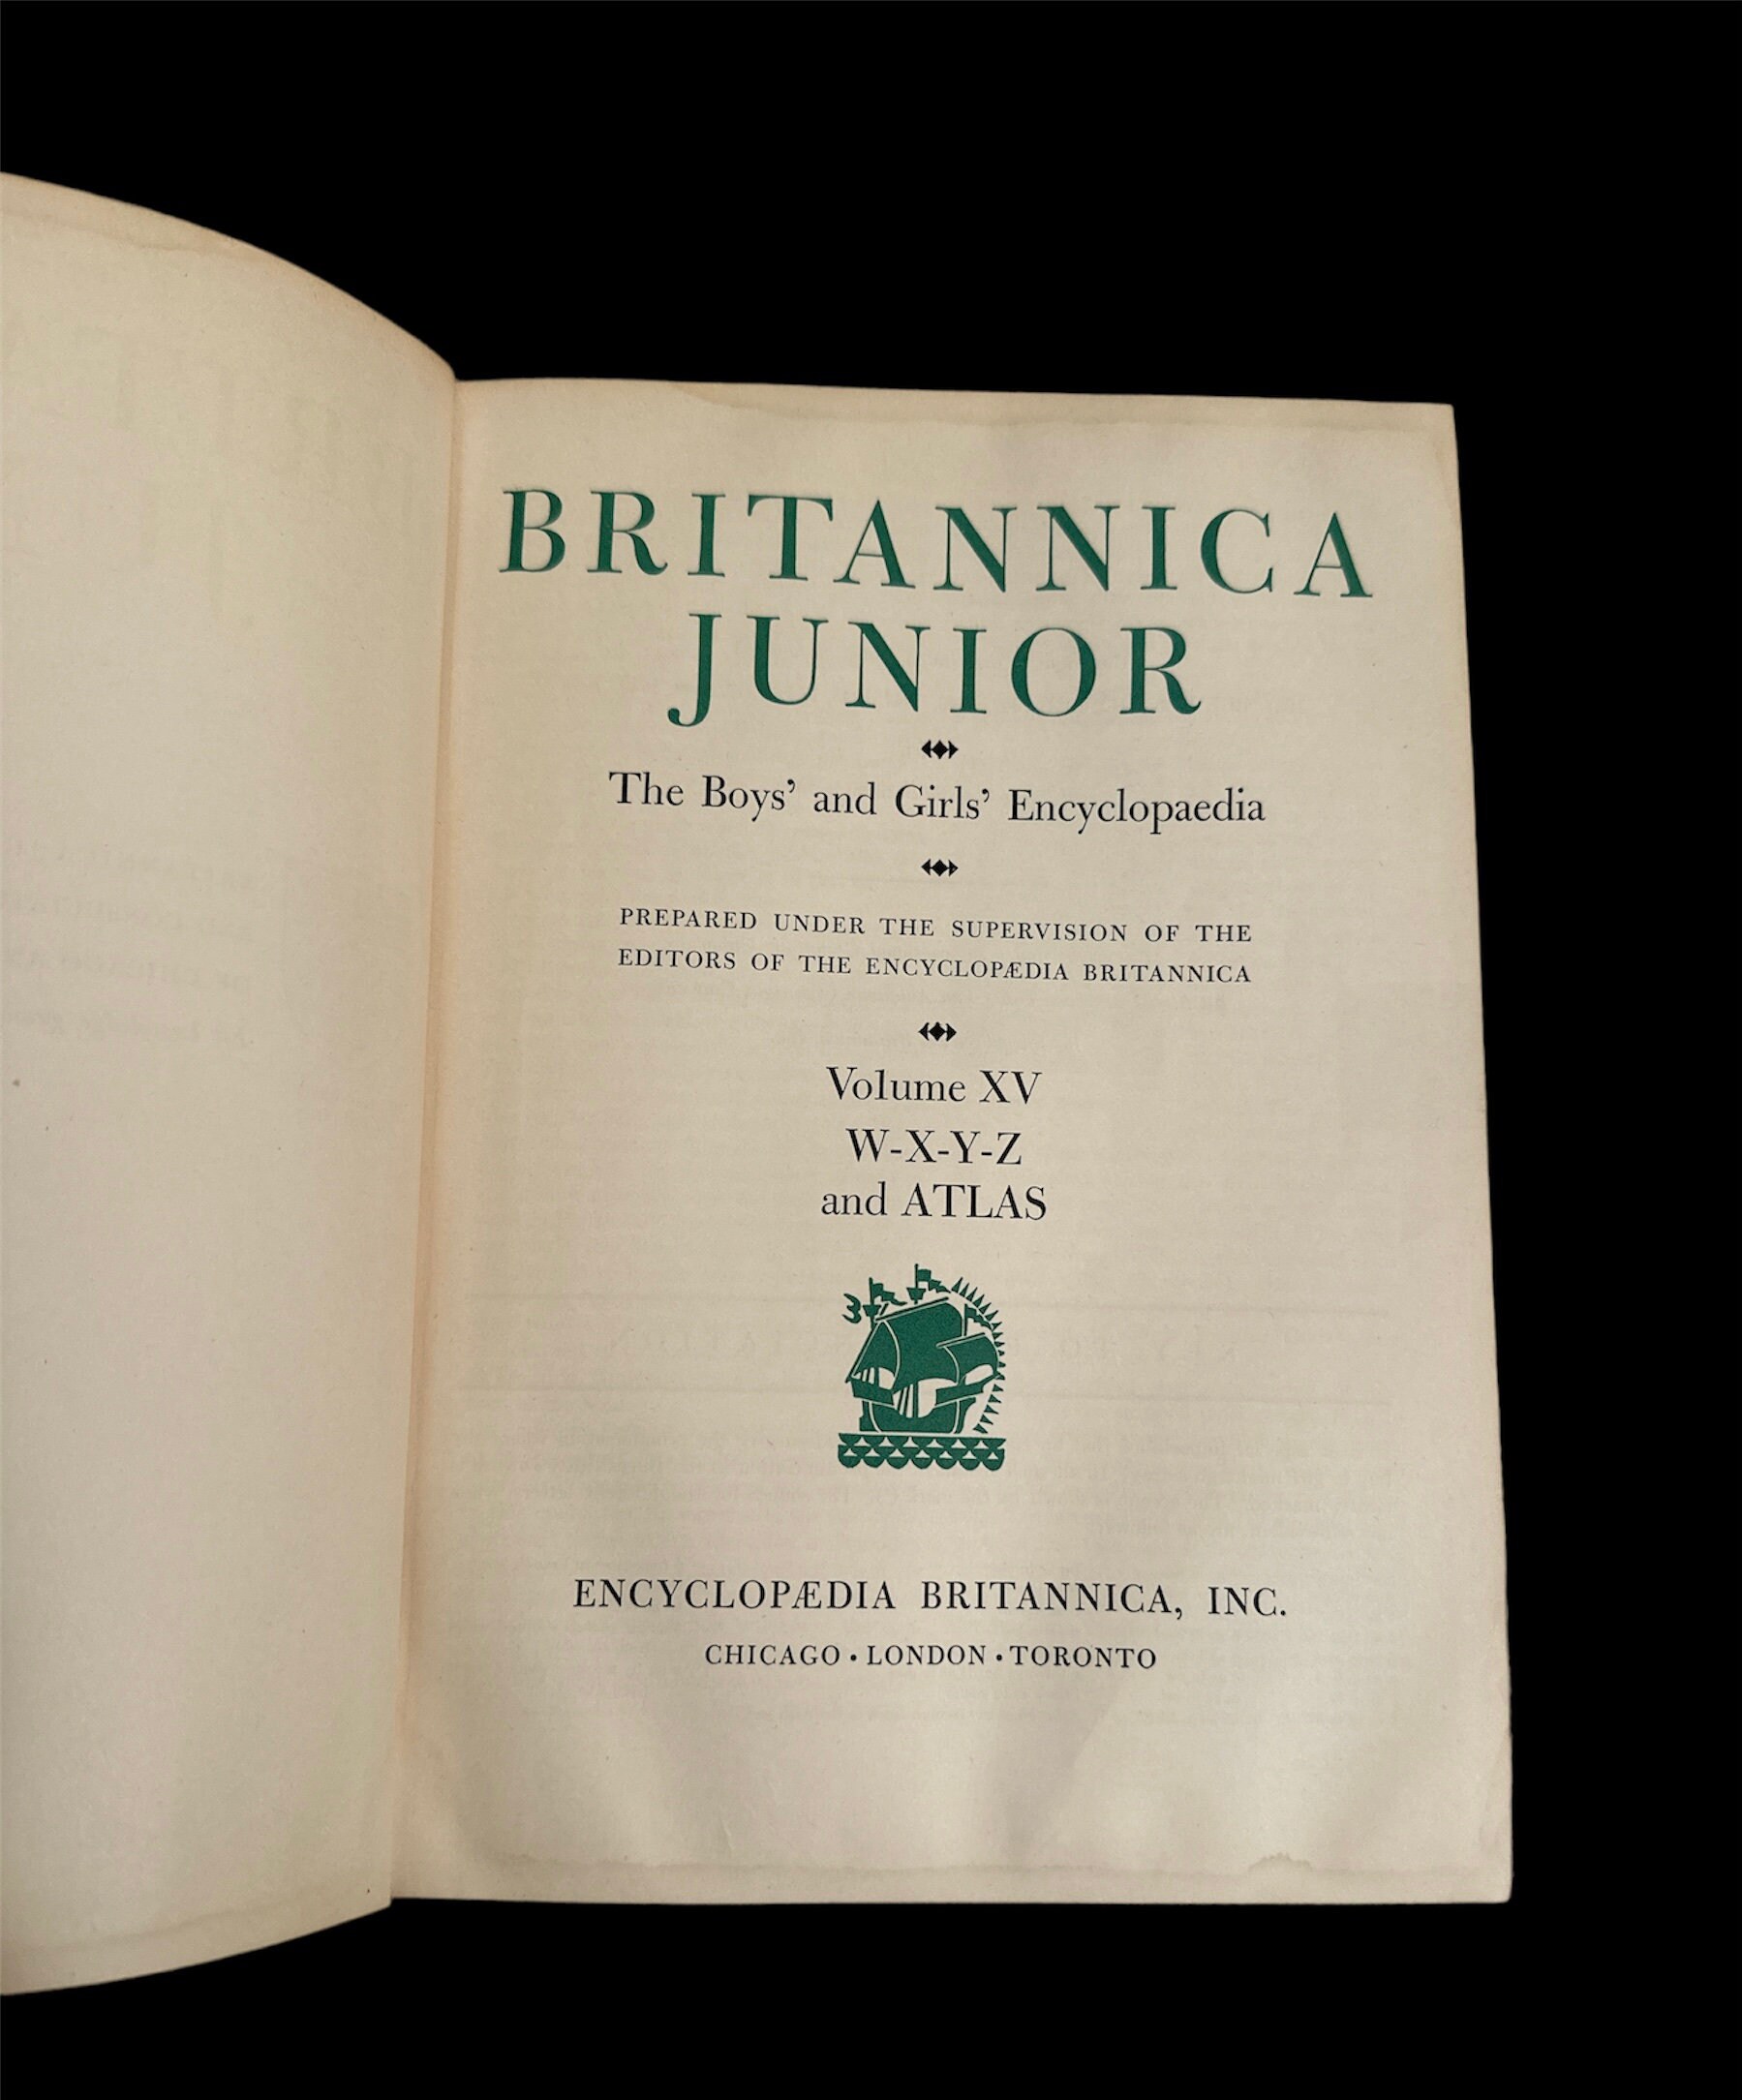 BRITANNICA
JUNIOR
The Boys’ and Girls’ Encyclopaedia
PREPARED UNDER THE SUPERVISION OF THE
EDITORS OF THE ENCYCLOPÆDIA BRITANNICA
Volume XV
W-X-Y-Z
and ATLAS
ENCYCLOPÆDIA BRITANNICA, INC.
CHICAGO • LONDON • TORONTO